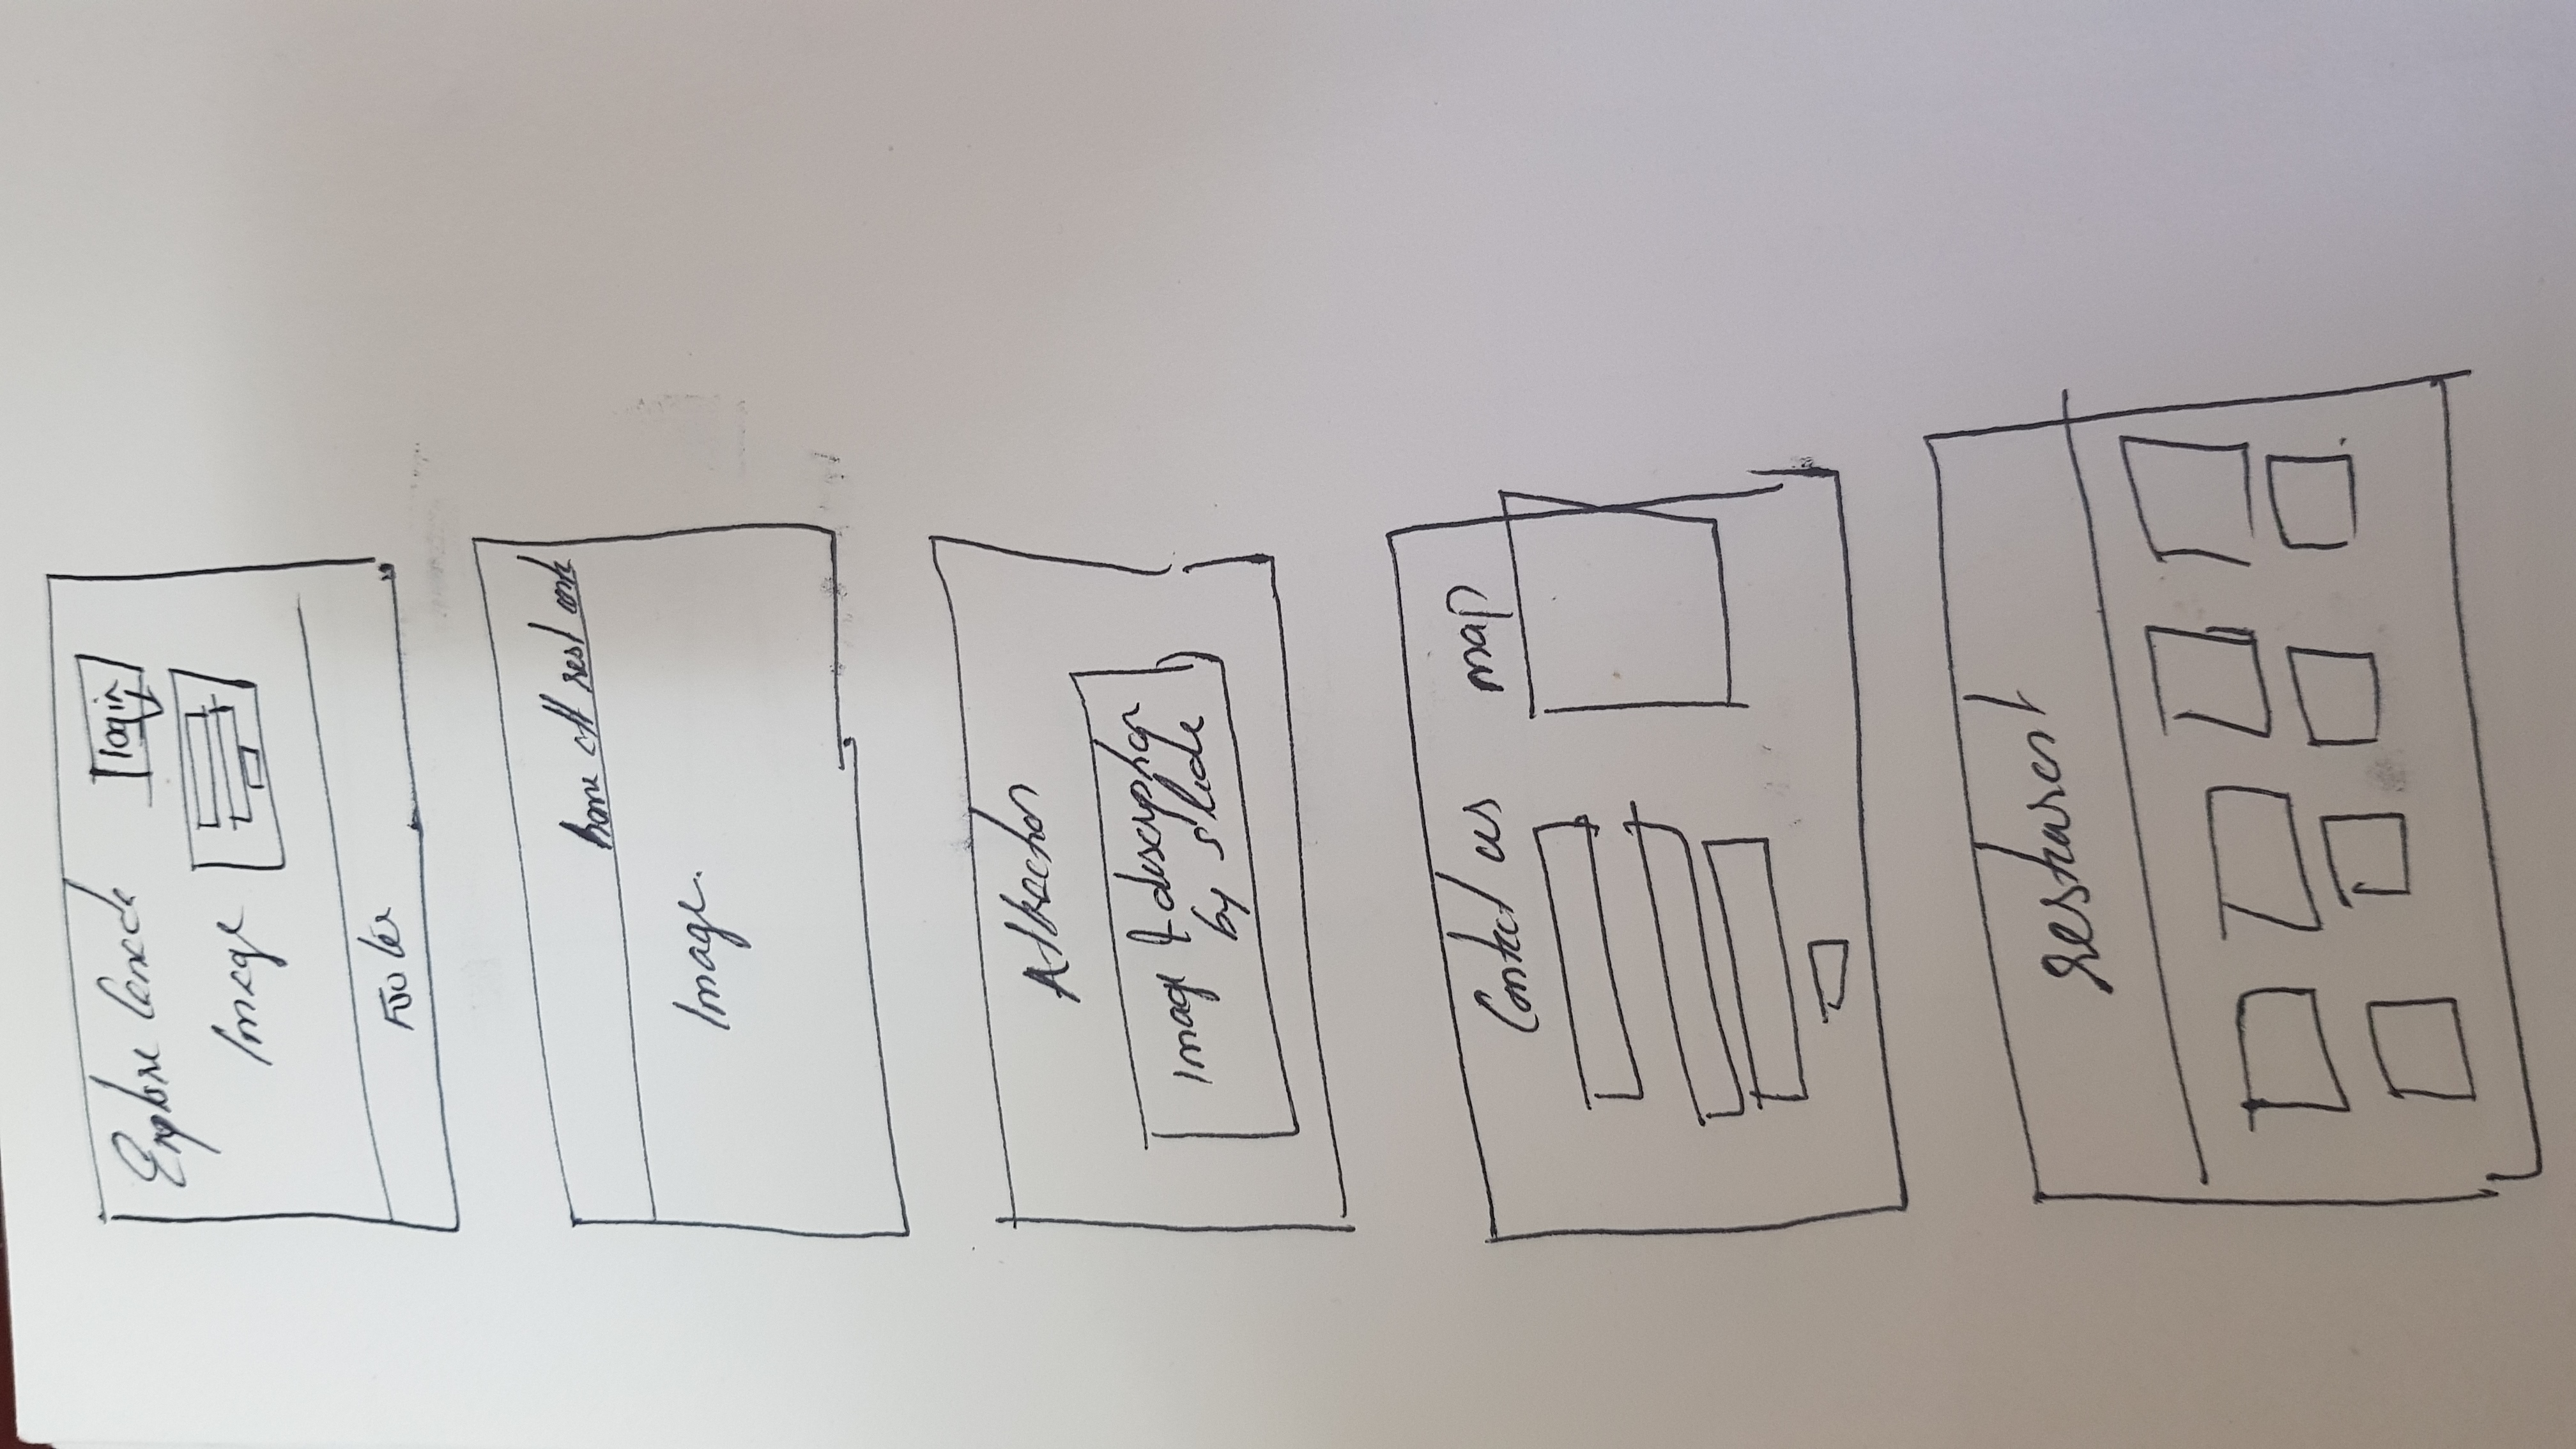 Explore Canada
login
Image
Footer
home att rest cont
Image.
Attraction
Image & description
by slide
Contact us
map
restaurant